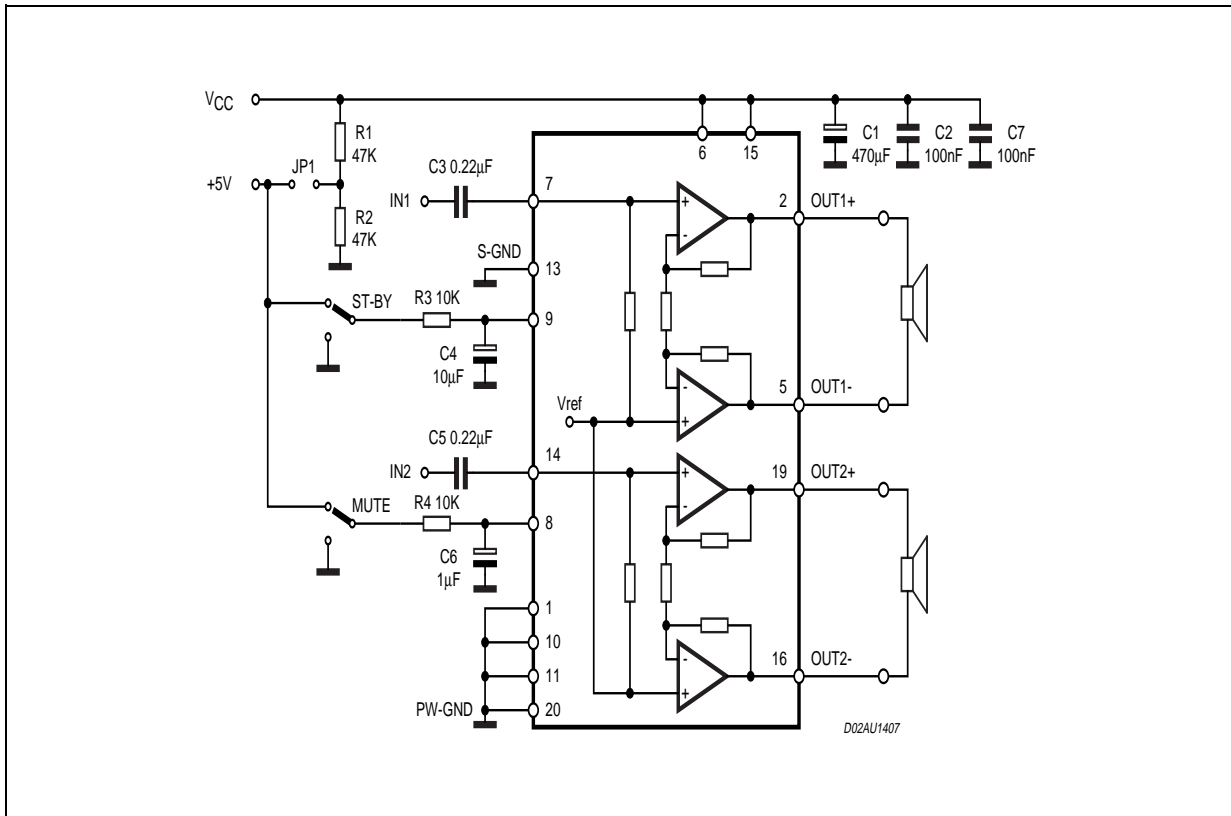 VCC
R1
47K
6
15
C1
470µF
C2
100nF
C7
100nF
+5V
JP1
C3 0.22µF
IN1
7
+
-
2
OUT1+
R2
47K
S-GND
13
ST-BY
R3 10K
9
C4
10µF
Vref
-
+
5
OUT1-
C5 0.22µF
IN2
14
+
-
19
OUT2+
MUTE
R4 10K
8
C6
1µF
1
10
-
+
16
OUT2-
11
PW-GND
20
D02AU1407